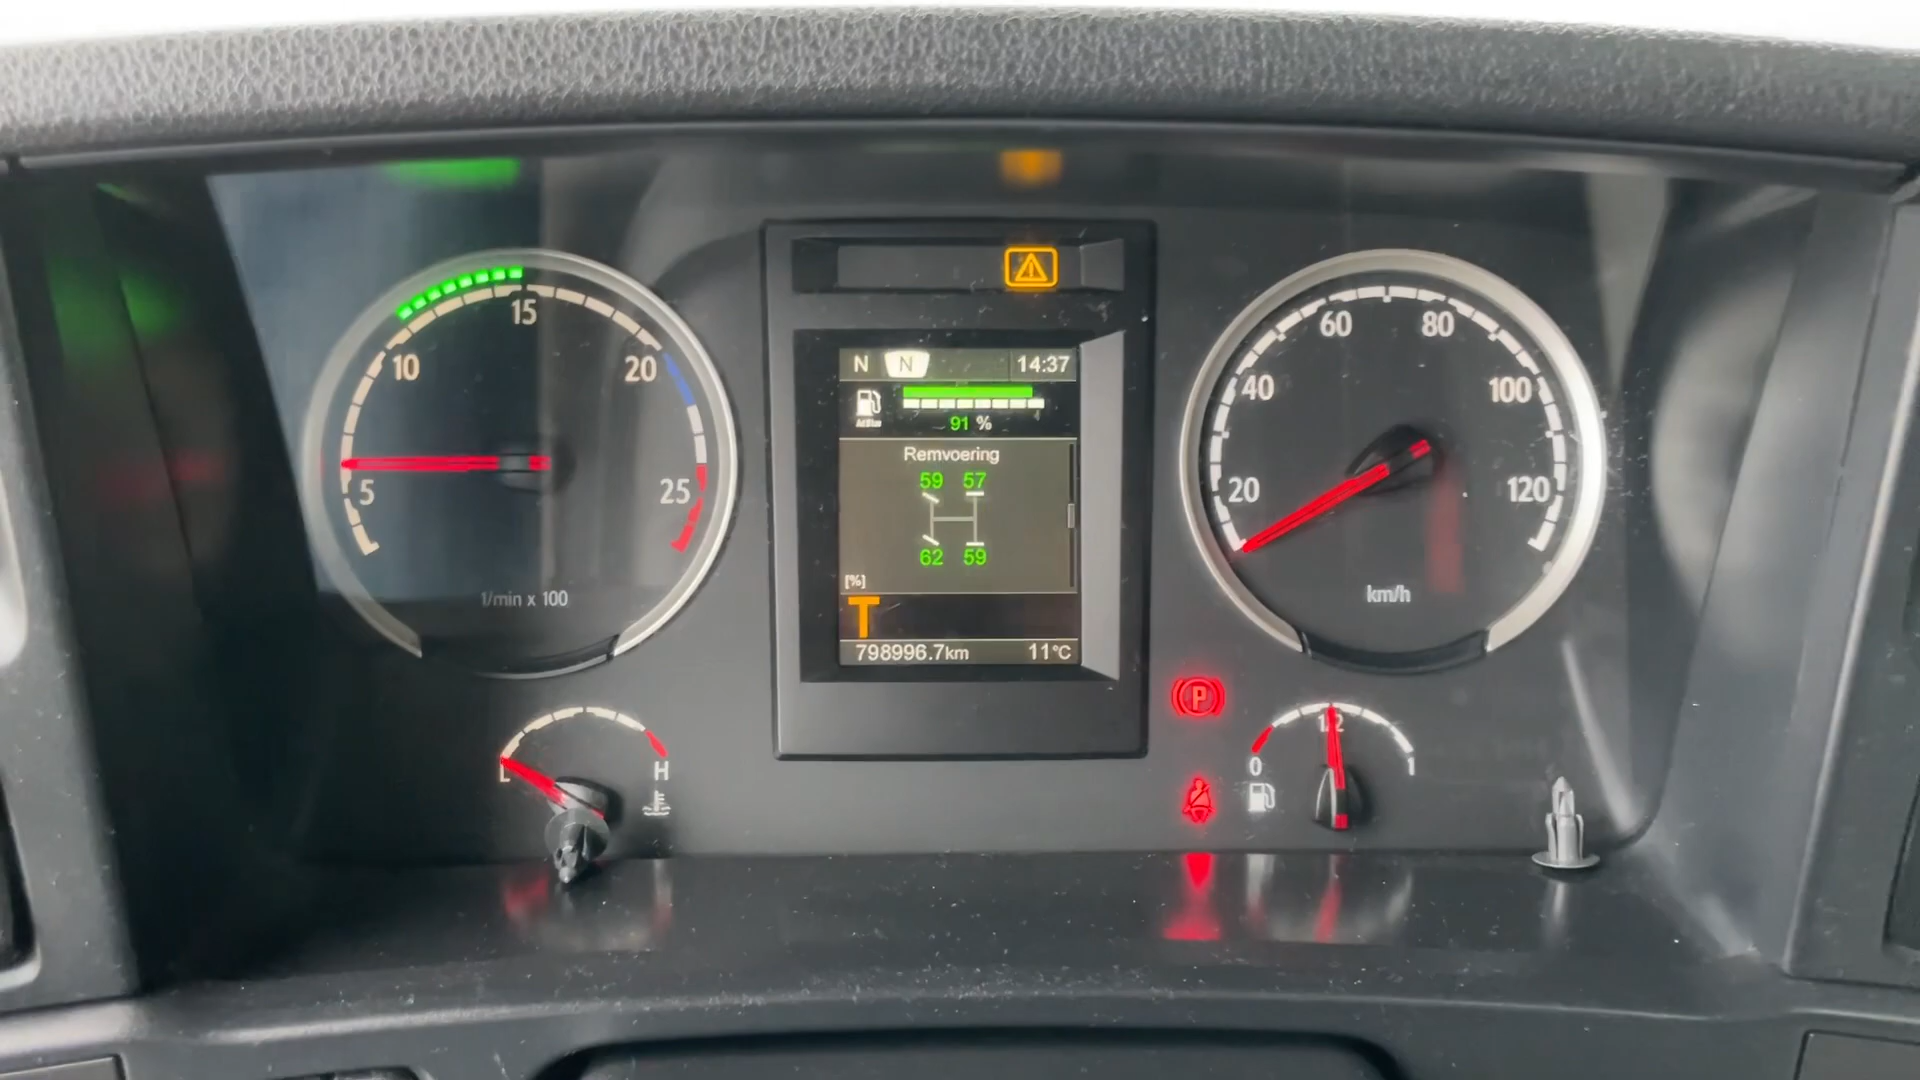 5
10
15
20
25
1/min x 100
L
H
N N 14:37
AdBlue
91 %
Remvoering
59 57
62 59
[%]
T
798996.7km 11°C
20
40
60
80
100
120
km/h
P
0
1/2
1